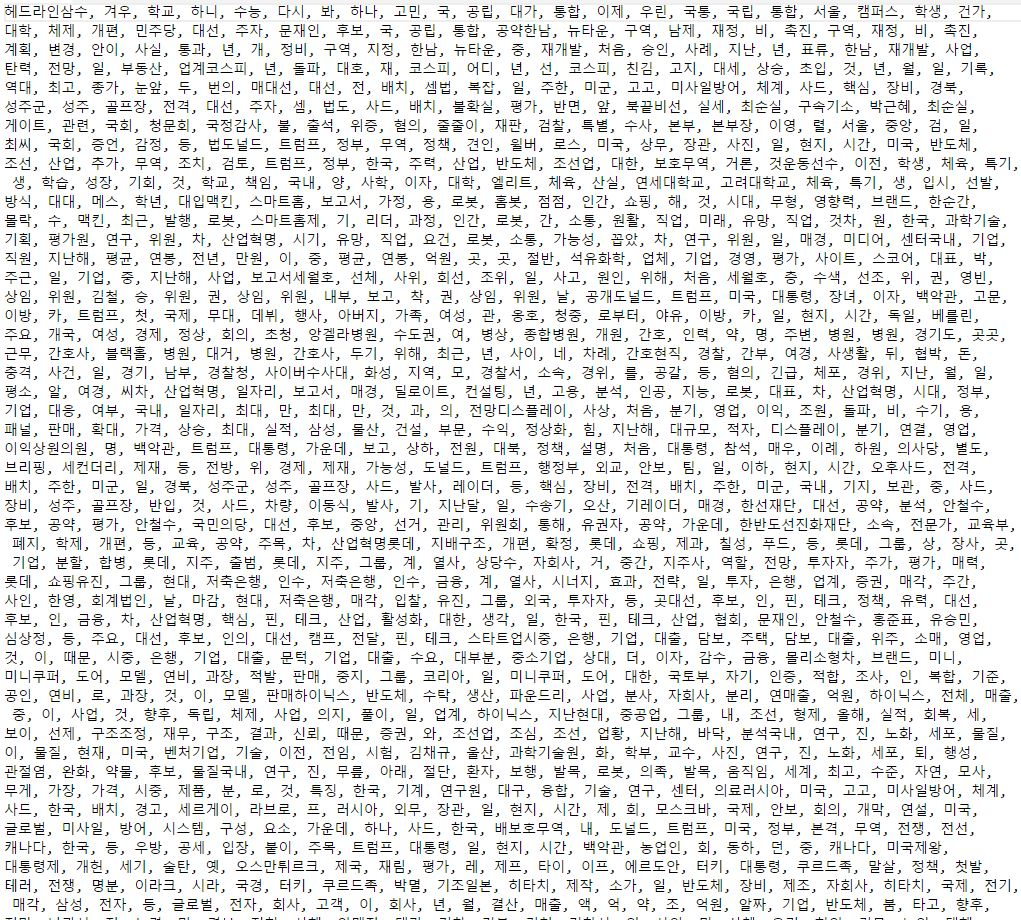 헤드라인삼수, 겨우, 학교, 하니, 수능, 다시, 봐, 하나, 고민, 국, 공립, 대가, 통합, 이제, 우린, 국통, 국립, 통합, 서울, 캠퍼스, 학생, 건가,
대학, 체제, 개편, 민주당, 대선, 주자, 문재인, 후보, 국, 공립, 통합, 공약한남, 뉴타운, 구역, 남제, 재정, 비, 촉진, 구역, 재정, 비, 촉진,
계획, 변경, 안이, 사실, 통과, 년, 개, 정비, 구역, 지정, 한남, 뉴타운, 중, 재개발, 처음, 승인, 사례, 지난, 년, 표류, 한남, 재개발, 사업,
탄력, 전망, 일, 부동산, 업계코스피, 년, 돌파, 대호, 재, 코스피, 어디, 년, 선, 코스피, 친김, 고지, 대세, 상승, 초입, 것, 년, 월, 일, 기록,
역대, 최고, 종가, 눈앞, 두, 번의, 매대선, 대선, 전, 배치, 셈법, 복잡, 일, 주한, 미군, 고고, 미사일방어, 체계, 사드, 핵심, 장비, 경북,
성주군, 성주, 골프장, 전격, 대선, 주자, 셈, 법도, 사드, 배치, 불확실, 평가, 반면, 앞, 북끝비선, 실세, 최순실, 구속기소, 박근혜, 최순실,
게이트, 관련, 국회, 청문회, 국정감사, 불, 출석, 위증, 혐의, 줄줄이, 재판, 검찰, 특별, 수사, 본부, 본부장, 이영, 렬, 서울, 중앙, 검, 일,
최씨, 국회, 증언, 감정, 등, 법도널드, 트럼프, 정부, 무역, 정책, 견인, 윌버, 로스, 미국, 상무, 장관, 사진, 일, 현지, 시간, 미국, 반도체,
조선, 산업, 추가, 무역, 조치, 검토, 트럼프, 정부, 한국, 주력, 산업, 반도체, 조선업, 대한, 보호무역, 거론, 것운동선수, 이전, 학생, 체육, 특기,
생, 학습, 성장, 기회, 것, 학교, 책임, 국내, 양, 사학, 이자, 대학, 엘리트, 체육, 산실, 연세대학교, 고려대학교, 체육, 특기, 생, 입시, 선발,
방식, 대대, 메스, 학년, 대입맥킨, 스마트홈, 보고서, 가정, 용, 로봇, 홈봇, 점점, 인간, 쇼핑, 해, 것, 시대, 무형, 영향력, 브랜드, 한순간,
몰락, 수, 맥킨, 최근, 발행, 로봇, 스마트홈제, 기, 리더, 과정, 인간, 로봇, 간, 소통, 원활, 직업, 미래, 유망, 직업, 것차, 원, 한국, 과학기술,
기획, 평가원, 연구, 위원, 차, 산업혁명, 시기, 유망, 직업, 요건, 로봇, 소통, 가능성, 꼽았, 차, 연구, 위원, 일, 매경, 미디어, 센터국내, 기업,
직원, 지난해, 평균, 연봉, 전년, 만원, 이, 중, 평균, 연봉, 억원, 곳, 곳, 절반, 석유화학, 업체, 기업, 경영, 평가, 사이트, 스코어, 대표, 박,
주근, 일, 기업, 중, 지난해, 사업, 보고서세월호, 선체, 사위, 회선, 조위, 일, 사고, 원인, 위해, 처음, 세월호, 층, 수색, 선조, 위, 권, 영빈,
상임, 위원, 김철, 승, 위원, 권, 상임, 위원, 내부, 보고, 착, 권, 상임, 위원, 날, 공개도널드, 트럼프, 미국, 대통령, 장녀, 이자, 백악관, 고문,
이방, 카, 트럼프, 첫, 국제, 무대, 데뷔, 행사, 아버지, 가족, 여성, 관, 옹호, 청중, 로부터, 야유, 이방, 카, 일, 현지, 시간, 독일, 베를린,
주요, 개국, 여성, 경제, 정상, 회의, 초청, 앙겔라병원, 수도권, 여, 병상, 종합병원, 개원, 간호, 인력, 약, 명, 주변, 병원, 병원, 경기도, 곳곳,
근무, 간호사, 블랙홀, 병원, 대거, 병원, 간호사, 두기, 위해, 최근, 년, 사이, 네, 차례, 간호현직, 경찰, 간부, 여경, 사생활, 뒤, 협박, 돈,
충격, 사건, 일, 경기, 남부, 경찰청, 사이버수사대, 화성, 지역, 모, 경찰서, 소속, 경위, 를, 공갈, 등, 혐의, 긴급, 체포, 경위, 지난, 월, 일,
평소, 알, 여경, 씨차, 산업혁명, 일자리, 보고서, 매경, 딜로이트, 컨설팅, 년, 고용, 분석, 인공, 지능, 로봇, 대표, 차, 산업혁명, 시대, 정부,
기업, 대응, 여부, 국내, 일자리, 최대, 만, 최대, 만, 것, 과, 의, 전망디스플레이, 사상, 처음, 분기, 영업, 이익, 조원, 돌파, 비, 수기, 용,
패널, 판매, 확대, 가격, 상승, 최대, 실적, 삼성, 물산, 건설, 부문, 수익, 정상화, 힘, 지난해, 대규모, 적자, 디스플레이, 분기, 연결, 영업,
이익상원의원, 명, 백악관, 트럼프, 대통령, 가운데, 보고, 상하, 전원, 대북, 정책, 설명, 처음, 대통령, 참석, 매우, 이례, 하원, 의사당, 별도,
브리핑, 세컨더리, 제재, 등, 전방, 위, 경제, 제재, 가능성, 도널드, 트럼프, 행정부, 외교, 안보, 팀, 일, 이하, 현지, 시간, 오후사드, 전격,
배치, 주한, 미군, 일, 경북, 성주군, 성주, 골프장, 사드, 발사, 레이더, 등, 핵심, 장비, 전격, 배치, 주한, 미군, 국내, 기지, 보관, 중, 사드,
장비, 성주, 골프장, 반입, 것, 사드, 차량, 이동식, 발사, 기, 지난달, 일, 수송기, 오산, 기레이더, 매경, 한선재단, 대선, 공약, 분석, 안철수,
후보, 공약, 평가, 안철수, 국민의당, 대선, 후보, 중앙, 선거, 관리, 위원회, 통해, 유권자, 공약, 가운데, 한반도선진화재단, 소속, 전문가, 교육부,
폐지, 학제, 개편, 등, 교육, 공약, 주목, 차, 산업혁명롯데, 지배구조, 개편, 확정, 롯데, 쇼핑, 제과, 칠성, 푸드, 등, 롯데, 그룹, 상, 장사, 곳,
기업, 분할, 합병, 롯데, 지주, 출범, 롯데, 지주, 그룹, 계, 열사, 상당수, 자회사, 거, 중간, 지주사, 역할, 전망, 투자자, 주가, 평가, 매력,
롯데, 쇼핑유진, 그룹, 현대, 저축은행, 인수, 저축은행, 인수, 금융, 계, 열사, 시너지, 효과, 전략, 일, 투자, 은행, 업계, 증권, 매각, 주간,
사인, 한영, 회계법인, 날, 마감, 현대, 저축은행, 매각, 입찰, 유진, 그룹, 외국, 투자자, 등, 곳대선, 후보, 인, 핀, 테크, 정책, 유력, 대선,
후보, 인, 금융, 차, 산업혁명, 핵심, 핀, 테크, 산업, 활성화, 대한, 생각, 일, 한국, 핀, 테크, 산업, 협회, 문재인, 안철수, 홍준표, 유승민,
심상정, 등, 주요, 대선, 후보, 인의, 대선, 캠프, 전달, 핀, 테크, 스타트업시중, 은행, 기업, 대출, 담보, 주택, 담보, 대출, 위주, 소매, 영업,
것, 이, 때문, 시중, 은행, 기업, 대출, 문턱, 기업, 대출, 수요, 대부분, 중소기업, 상대, 더, 이자, 감수, 금융, 몰리소형차, 브랜드, 미니,
미니쿠퍼, 도어, 모델, 연비, 과장, 적발, 판매, 중지, 그룹, 코리아, 일, 미니쿠퍼, 도어, 대한, 국토부, 자기, 인증, 적합, 조사, 인, 복합, 기준,
공인, 연비, 로, 과장, 것, 이, 모델, 판매하이닉스, 반도체, 수탁, 생산, 파운드리, 사업, 분사, 자회사, 분리, 연매출, 억원, 하이닉스, 전체, 매출,
중, 이, 사업, 것, 향후, 독립, 체제, 사업, 의지, 풀이, 일, 업계, 하이닉스, 지난현대, 중공업, 그룹, 내, 조선, 형제, 올해, 실적, 회복, 세,
보이, 선제, 구조조정, 재무, 구조, 결과, 신뢰, 때문, 증권, 와, 조선업, 조심, 조선, 업황, 지난해, 바닥, 분석국내, 연구, 진, 노화, 세포, 물질,
이, 물질, 현재, 미국, 벤처기업, 기술, 이전, 전임, 시험, 김채규, 울산, 과학기술원, 화, 학부, 교수, 사진, 연구, 진, 노화, 세포, 퇴, 행성,
관절염, 완화, 약물, 후보, 물질국내, 연구, 진, 무릎, 아래, 절단, 환자, 보행, 발목, 로봇, 의족, 발목, 움직임, 세계, 최고, 수준, 자연, 모사,
무게, 가장, 가격, 시중, 제품, 분, 로, 것, 특징, 한국, 기계, 연구원, 대구, 융합, 기술, 연구, 센터, 의료러시아, 미국, 고고, 미사일방어, 체계,
사드, 한국, 배치, 경고, 세르게이, 라브로, 프, 러시아, 외무, 장관, 일, 현지, 시간, 제, 회, 모스크바, 국제, 안보, 회의, 개막, 연설, 미국,
글로벌, 미사일, 방어, 시스템, 구성, 요소, 가운데, 하나, 사드, 한국, 배보호무역, 내, 도널드, 트럼프, 미국, 정부, 본격, 무역, 전쟁, 전선,
캐나다, 한국, 등, 우방, 공세, 입장, 붙이, 주목, 트럼프, 대통령, 일, 현지, 시간, 백악관, 농업인, 회, 동하, 던, 중, 캐나다, 미국제왕,
대통령제, 개헌, 세기, 술탄, 옛, 오스만튀르크, 제국, 재림, 평가, 레, 제프, 타이, 이프, 에르도안, 터키, 대통령, 쿠르드족, 말살, 정책, 첫발,
테러, 전쟁, 명분, 이라크, 시라, 국경, 터키, 쿠르드족, 박멸, 기조일본, 히타치, 제작, 소가, 일, 반도체, 장비, 제조, 자회사, 히타치, 국제, 전기,
매각, 삼성, 전자, 등, 글로벌, 전자, 회사, 고객, 이, 회사, 년, 월, 결산, 매출, 액, 억, 약, 조, 억원, 알짜, 기업, 반도체, 붐, 타고, 향후,